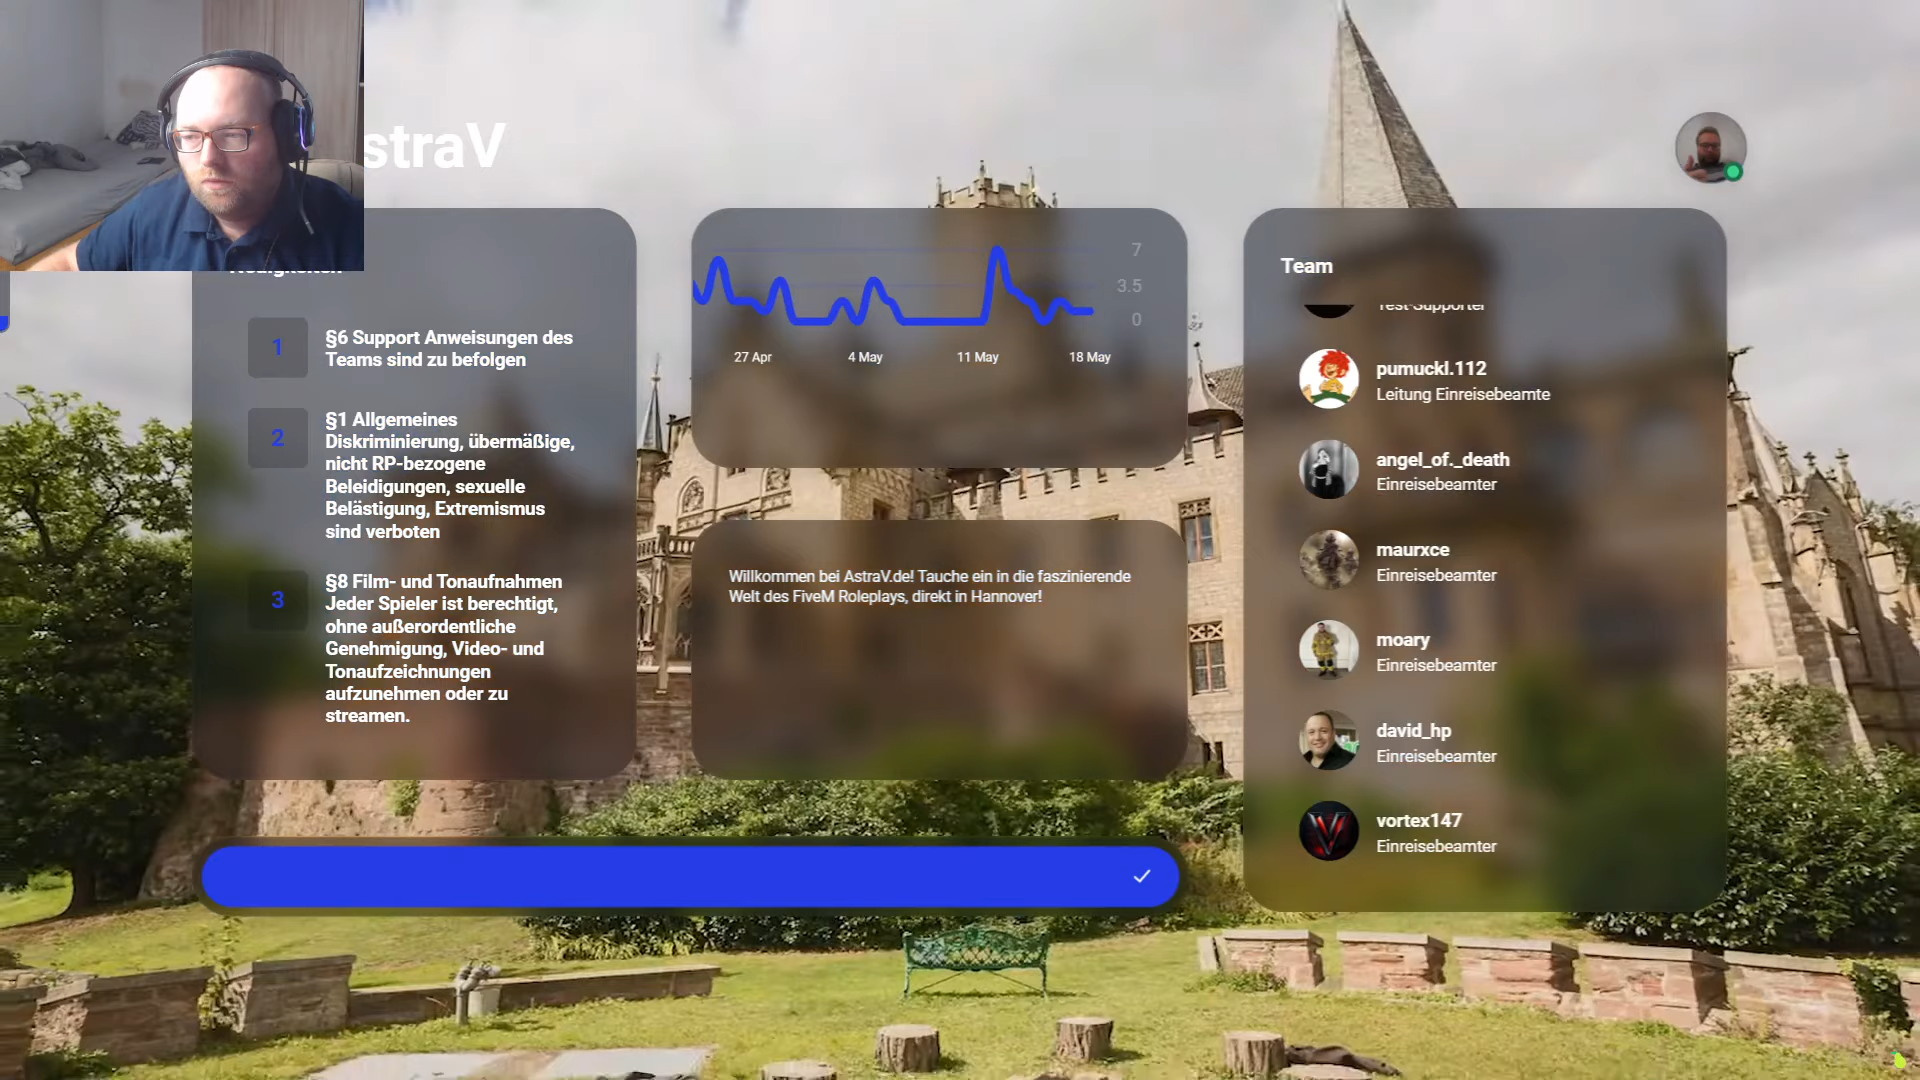 straV
Neuigkeiten
1
§6 Support Anweisungen des
Teams sind zu befolgen
2
§1 Allgemeines
Diskriminierung, übermäßige,
nicht RP-bezogene
Beleidigungen, sexuelle
Belästigung, Extremismus
sind verboten
3
§8 Film- und Tonaufnahmen
Jeder Spieler ist berechtigt,
ohne außerordentliche
Genehmigung, Video- und
Tonaufzeichnungen
aufzunehmen oder zu
streamen.
7
3.5
0
27 Apr
4 May
11 May
18 May
Willkommen bei AstraV.de! Tauche ein in die faszinierende
Welt des FiveM Roleplays, direkt in Hannover!
Team
Test-Supporter
pumuckl.112
Leitung Einreisebeamte
angel_of._death
Einreisebeamter
maurxce
Einreisebeamter
moary
Einreisebeamter
david_hp
Einreisebeamter
vortex147
Einreisebeamter